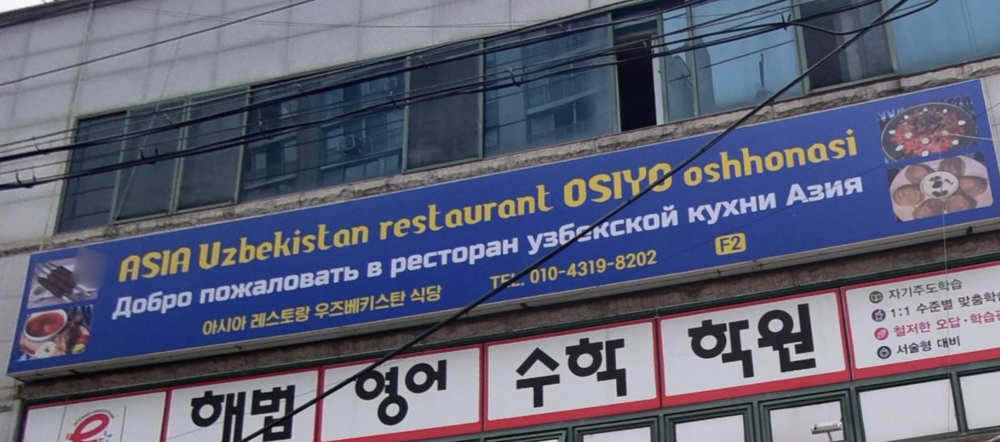 ASIA Uzbekistan restaurant OSIYO oshhonasi
Добро пожаловать в ресторан узбекской кухни Азия
아시아 레스토랑 우즈베키스탄 식당 TEL. 010-4319-8202 F2
해법 영어 수학 학원
자기주도학습
1:1 수준별 맞춤학습
철저한 오답·학습
서술형 대비